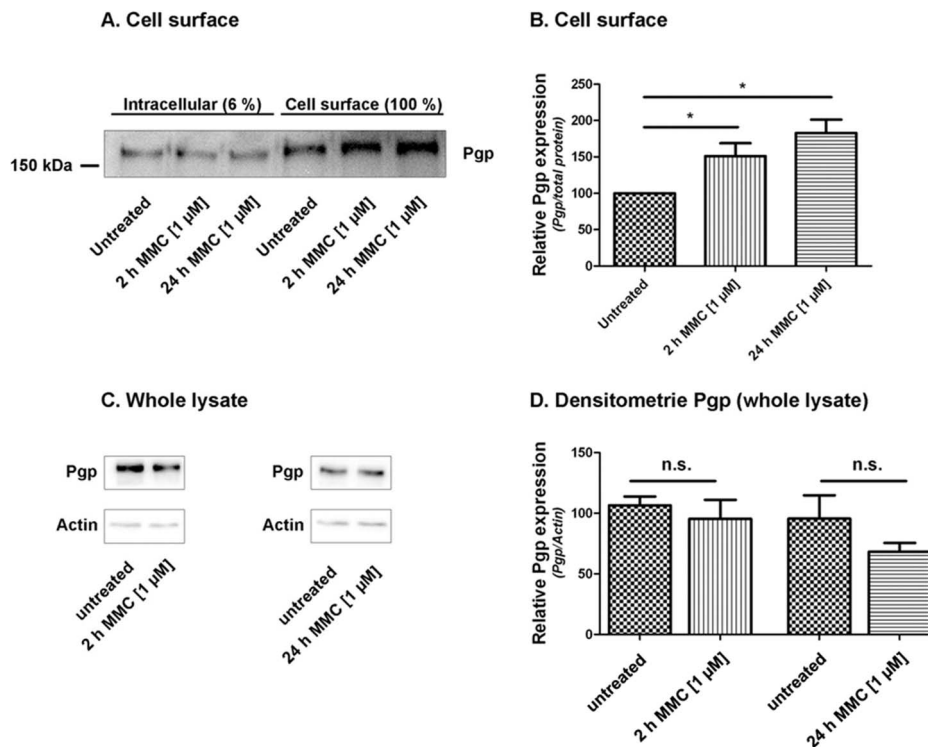 A. Cell surface
Intracellular (6 %) Cell surface (100 %)
150 kDa
Pgp
Untreated
2 h MMC [1 µM]
24 h MMC [1 µM]
Untreated
2 h MMC [1 µM]
24 h MMC [1 µM]
B. Cell surface
Relative Pgp expression
(Pgp/total protein)
250
200
150
100
50
0
*
*
Untreated
2 h MMC [1 µM]
24 h MMC [1 µM]
C. Whole lysate
Pgp
Actin
untreated
2 h MMC [1 µM]
Pgp
Actin
untreated
24 h MMC [1 µM]
D. Densitometrie Pgp (whole lysate)
Relative Pgp expression
(Pgp/Actin)
150
100
50
0
n.s.
n.s.
untreated
2 h MMC [1 µM]
untreated
24 h MMC [1 µM]